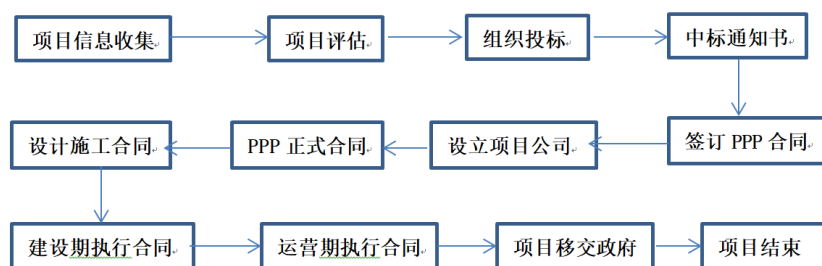 项目信息收集
项目评估
组织投标
中标通知书
签订 PPP 合同
设立项目公司
PPP 正式合同
设计施工合同
建设期执行合同
运营期执行合同
项目移交政府
项目结束